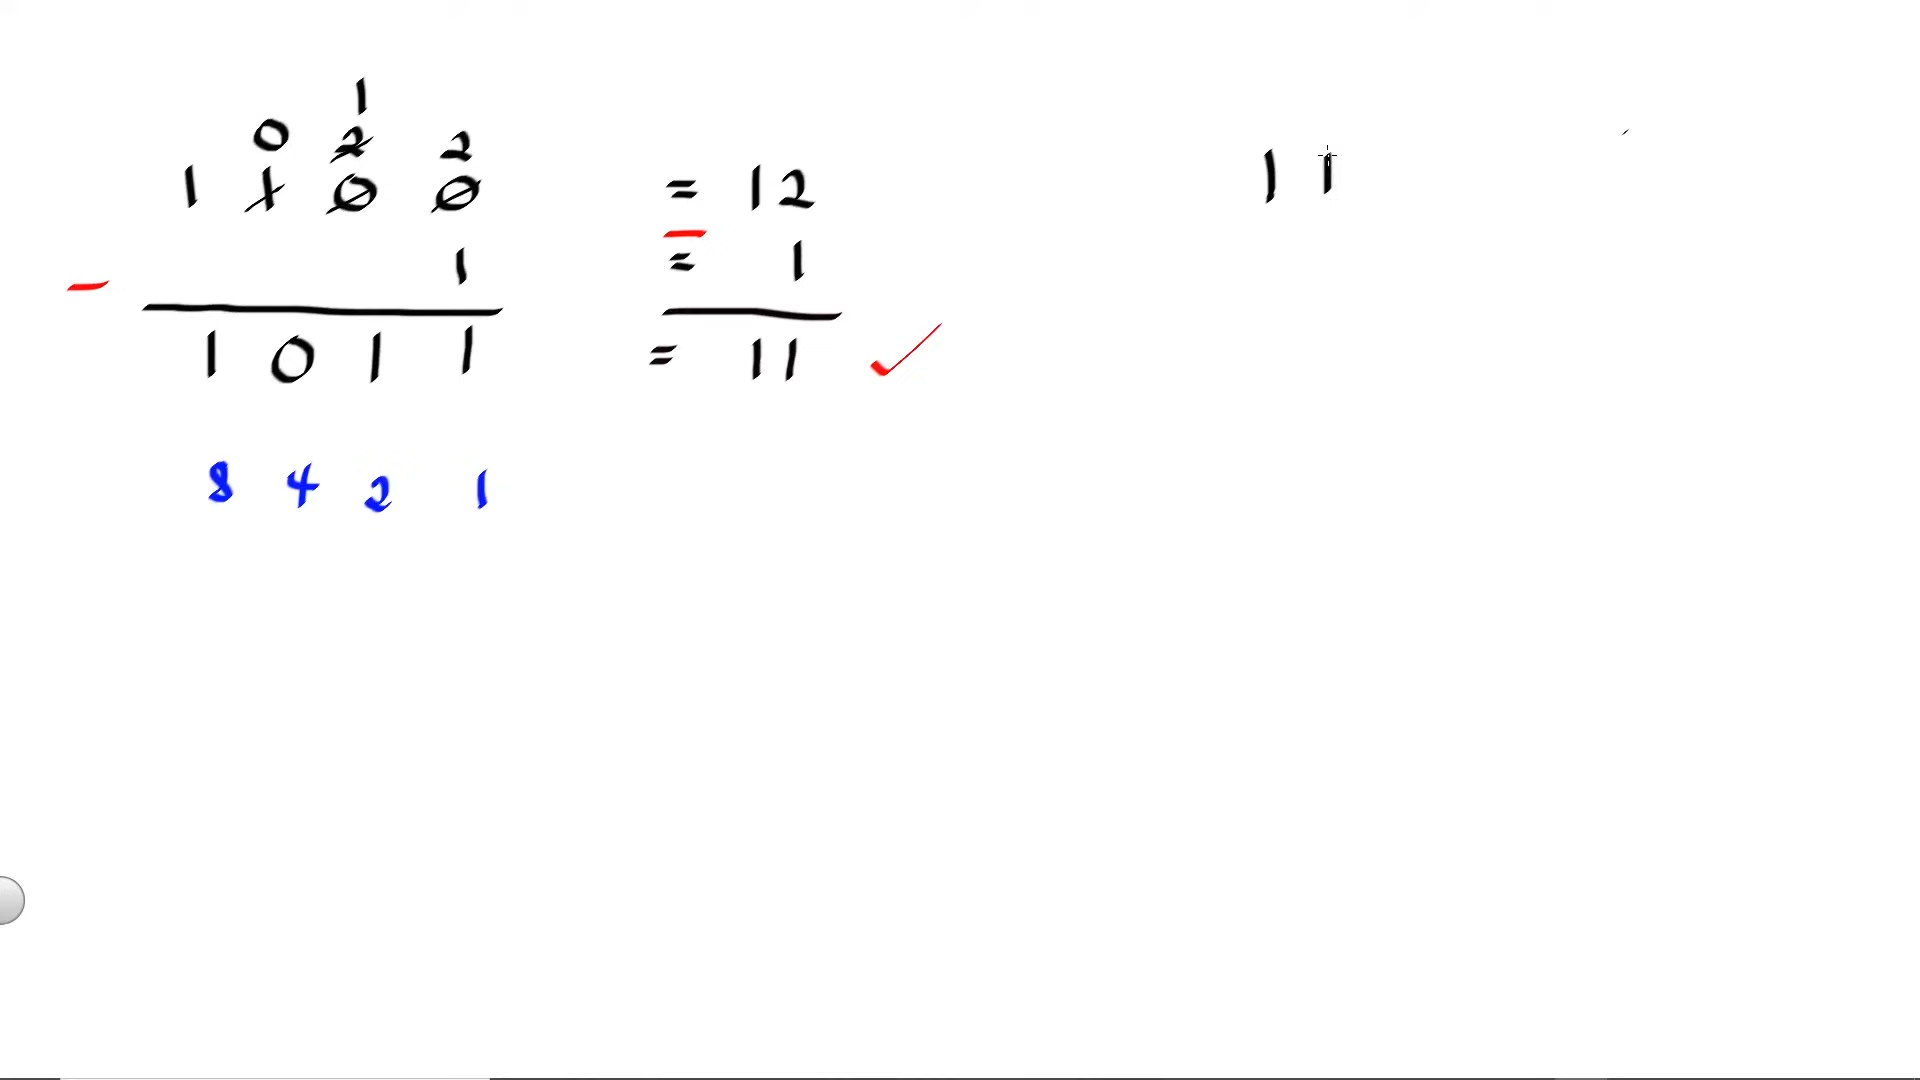 1
0 2 2
1 1 0 0 = 12
- 1 = 1
1 0 1 1 = 11
8 4 2 1
1 1